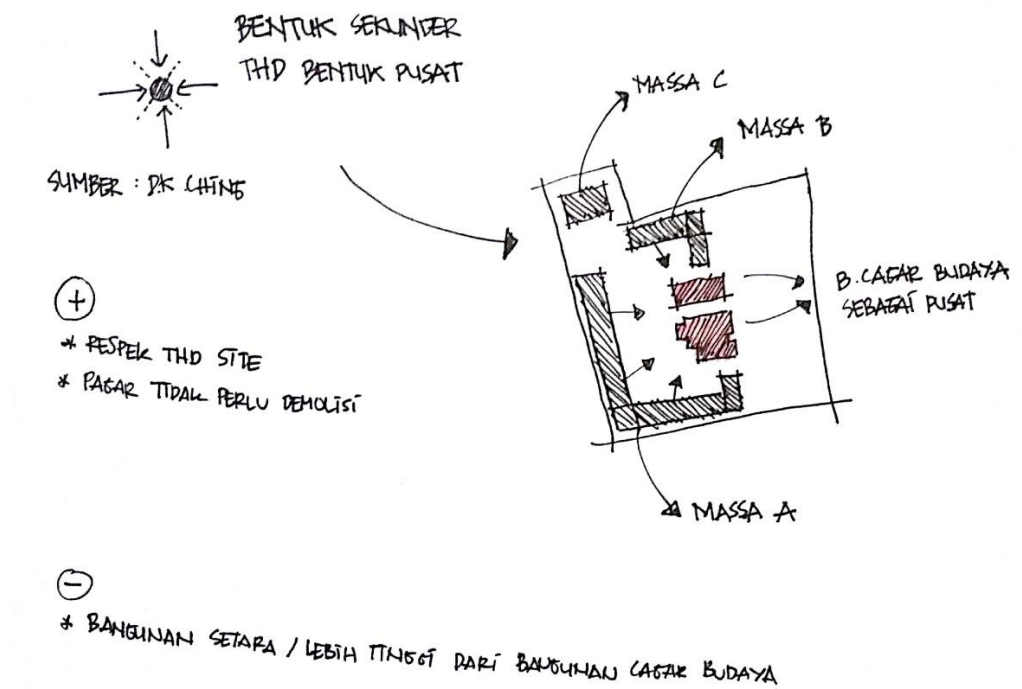 BENTUK SEKUNDER
THD BENTUK PUSAT
SUMBER : D.K CHING
MASSA C
MASSA B
B. CAGAR BUDAYA
SEBAGAI PUSAT
+
* RESPEK THD SITE
* PAGAR TIDAK PERLU DEMOLISI
MASSA A
-
* BANGUNAN SETARA / LEBIH TINGGI DARI BANGUNAN CAGAR BUDAYA